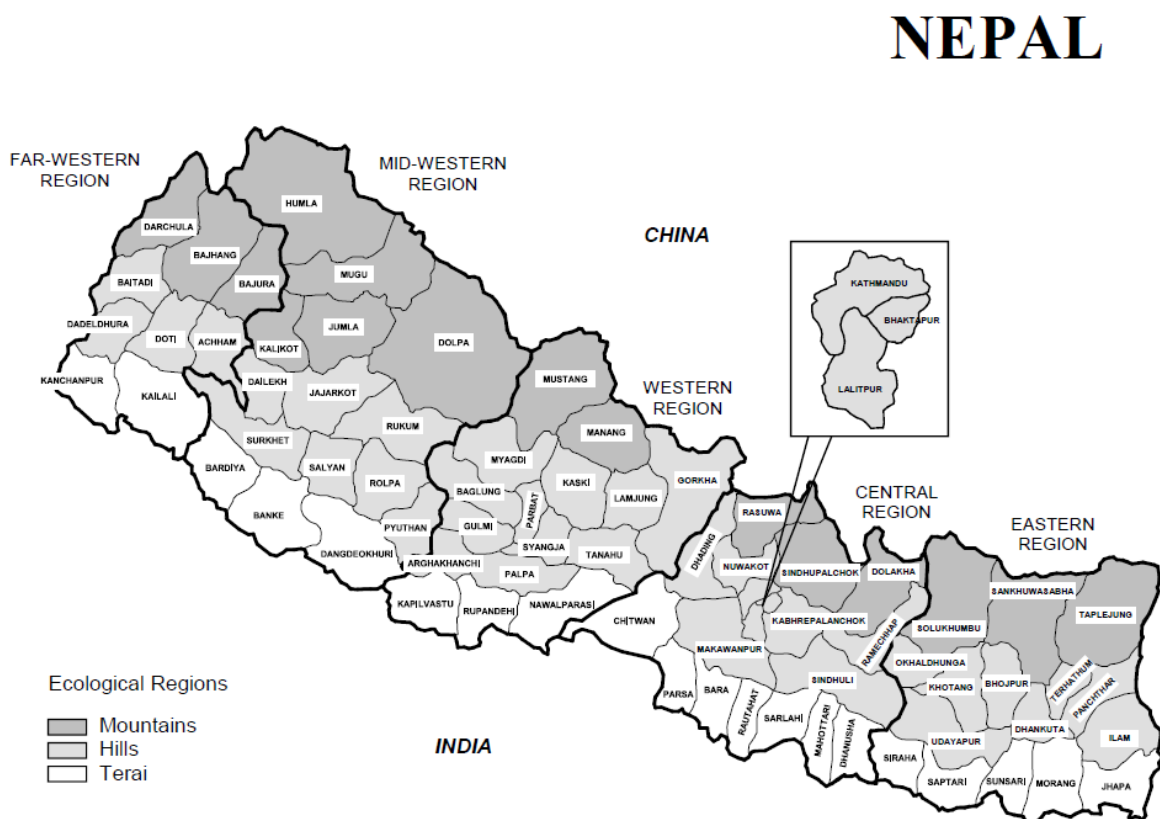 NEPAL
FAR-WESTERN
REGION
MID-WESTERN
REGION
HUMLA
DARCHULA
BAJHANG
CHINA
MUGU
BAITADI
BAJURA
KATHMANDU
DADELDHURA
BHAKTAPUR
JUMLA
DOTI
ACHHAM
DOLPA
KALIKOT
KANCHANPUR
MUSTANG
DAILEKH
WESTERN
REGION
LALITPUR
JAJARKOT
KAILALI
RUKUM
MANANG
SURKHET
MYAGDI
BARDIYA
SALYAN
GORKHA
ROLPA
KASKI
BAGLUNG
LAMJUNG
CENTRAL
REGION
PARBAT
RASUWA
BANKE
GULMI
PYUTHAN
EASTERN
REGION
DANGDEOKHURI
SYANGJA
TANAHU
DHADING
NUWAKOT
SINDHUPALCHOK
DOLAKHA
ARGHAKHANCHI
PALPA
SANKHUWASABHA
KAPILVASTU
RUPANDEHI
NAWALPARASI
TAPLEJUNG
CHITWAN
KABHREPALANCHOK
SOLUKHUMBU
RAMECHHAP
MAKAWANPUR
OKHALDHUNGA
TERHATHUM
SINDHULI
KHOTANG
BHOJPUR
PANCHTHAR
PARSA
BARA
RAUTAHAT
SARLAHI
MAHOTTARI
DHANUSHA
DHANKUTA
UDAYAPUR
ILAM
SIRAHA
SAPTARI
SUNSARI
MORANG
JHAPA
INDIA
Ecological Regions
Mountains
Hills
Terai